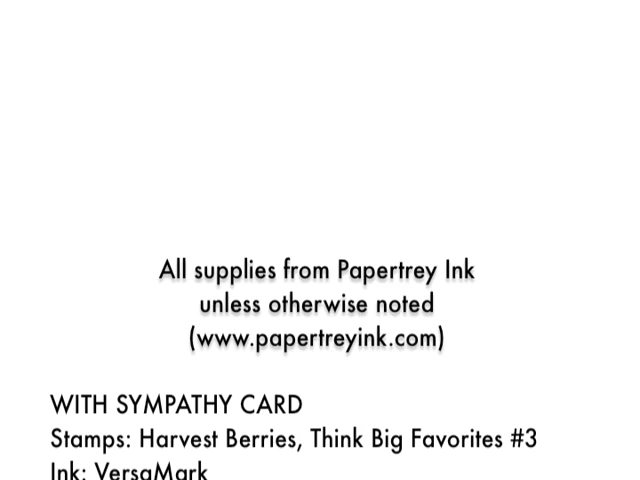 All supplies from Papertrey Ink
unless otherwise noted
(www.papertreyink.com)
WITH SYMPATHY CARD
Stamps: Harvest Berries, Think Big Favorites #3
Ink: VersaMark